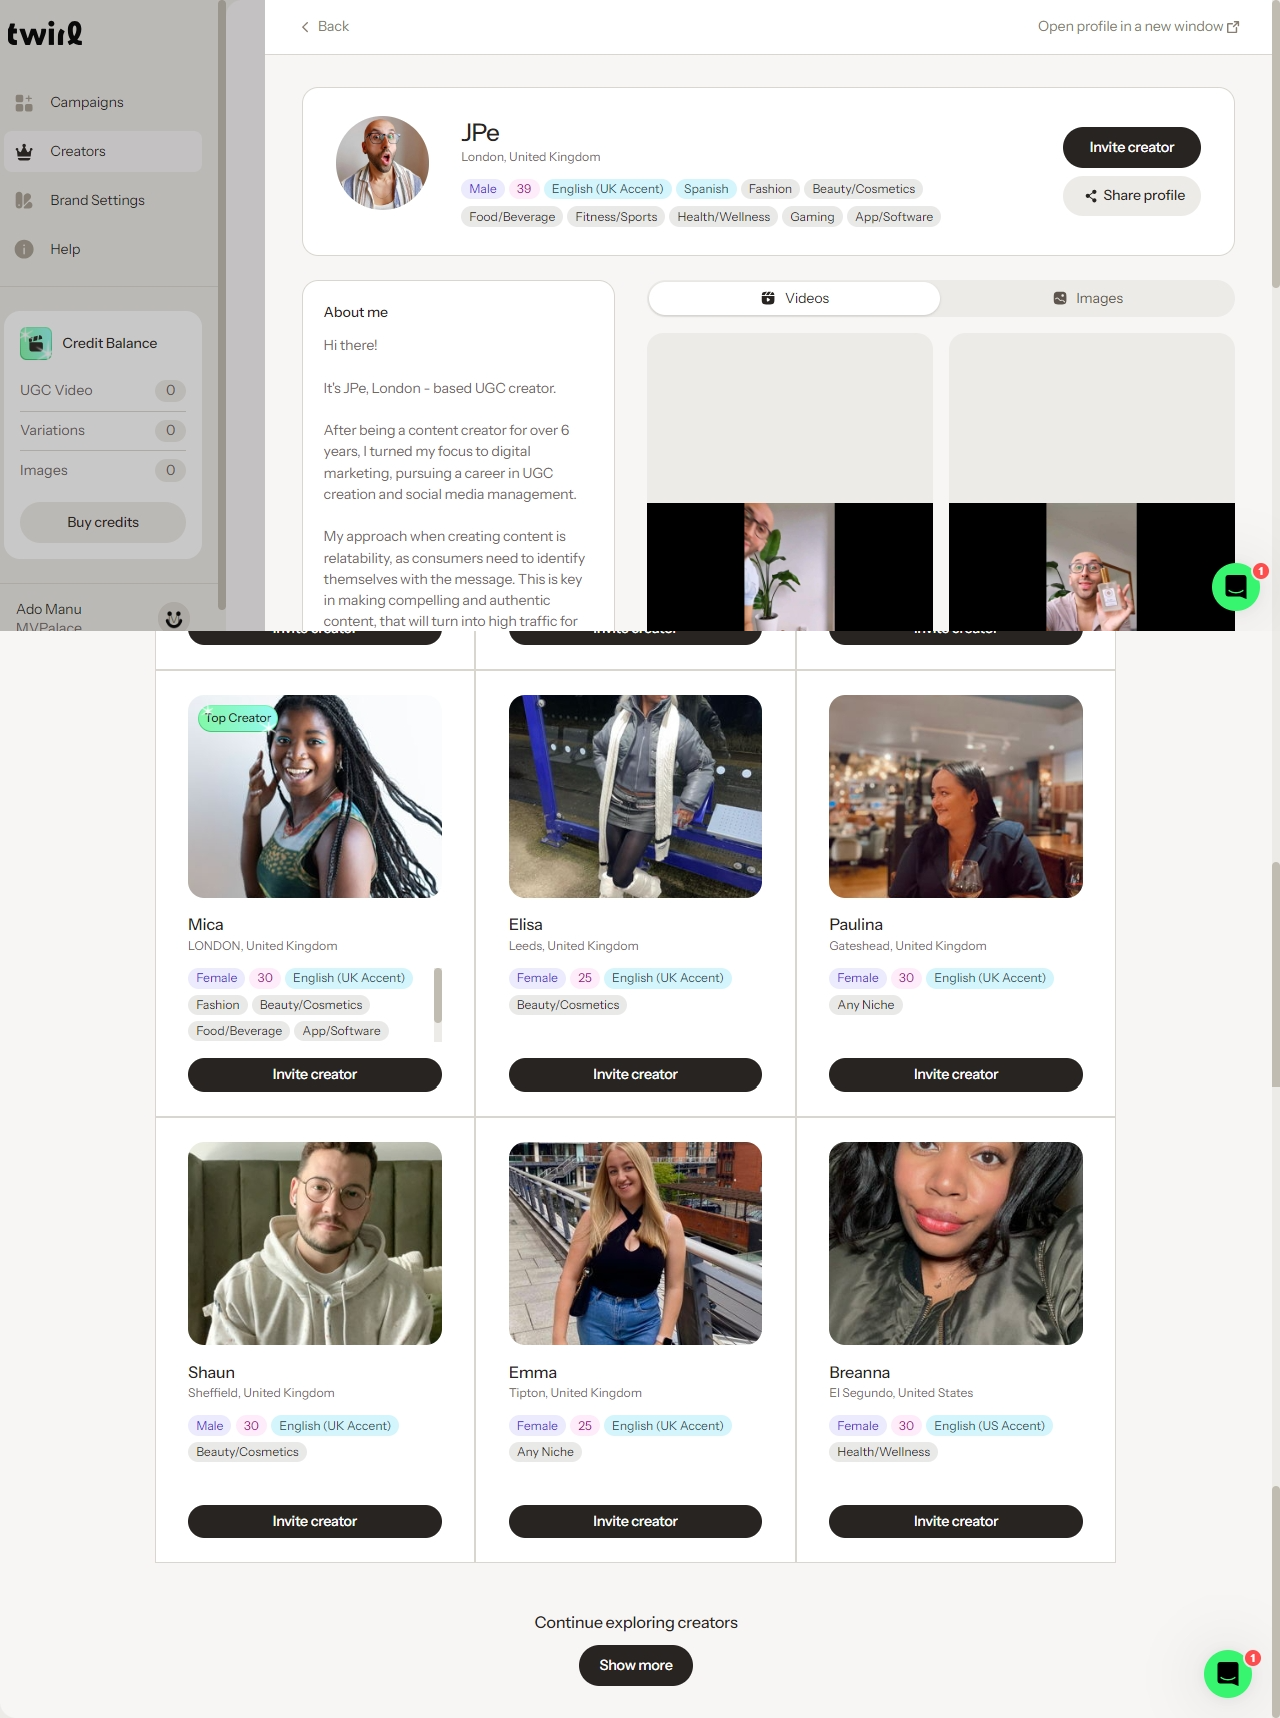 twirl
Campaigns
Creators
Brand Settings
Help
Credit Balance
UGC Video 0
Variations 0
Images 0
Buy credits
Ado Manu
MVPalace
Back
Open profile in a new window
JPe
London, United Kingdom
Male 39 English (UK Accent) Spanish Fashion Beauty/Cosmetics
Food/Beverage Fitness/Sports Health/Wellness Gaming App/Software
Invite creator
Share profile
About me
Hi there!
It's JPe, London - based UGC creator.
After being a content creator for over 6
years, I turned my focus to digital
marketing, pursuing a career in UGC
creation and social media management.
My approach when creating content is
relatability, as consumers need to identify
themselves with the message. This is key
in making compelling and authentic
content, that will turn into high traffic for
Videos
Images
1
Invite creator Invite creator Invite creator
Top Creator
Mica
LONDON, United Kingdom
Female 30 English (UK Accent)
Fashion Beauty/Cosmetics
Food/Beverage App/Software
Invite creator
Elisa
Leeds, United Kingdom
Female 25 English (UK Accent)
Beauty/Cosmetics
Invite creator
Paulina
Gateshead, United Kingdom
Female 30 English (UK Accent)
Any Niche
Invite creator
Shaun
Sheffield, United Kingdom
Male 30 English (UK Accent)
Beauty/Cosmetics
Invite creator
Emma
Tipton, United Kingdom
Female 25 English (UK Accent)
Any Niche
Invite creator
Breanna
El Segundo, United States
Female 30 English (US Accent)
Health/Wellness
Invite creator
Continue exploring creators
Show more
1